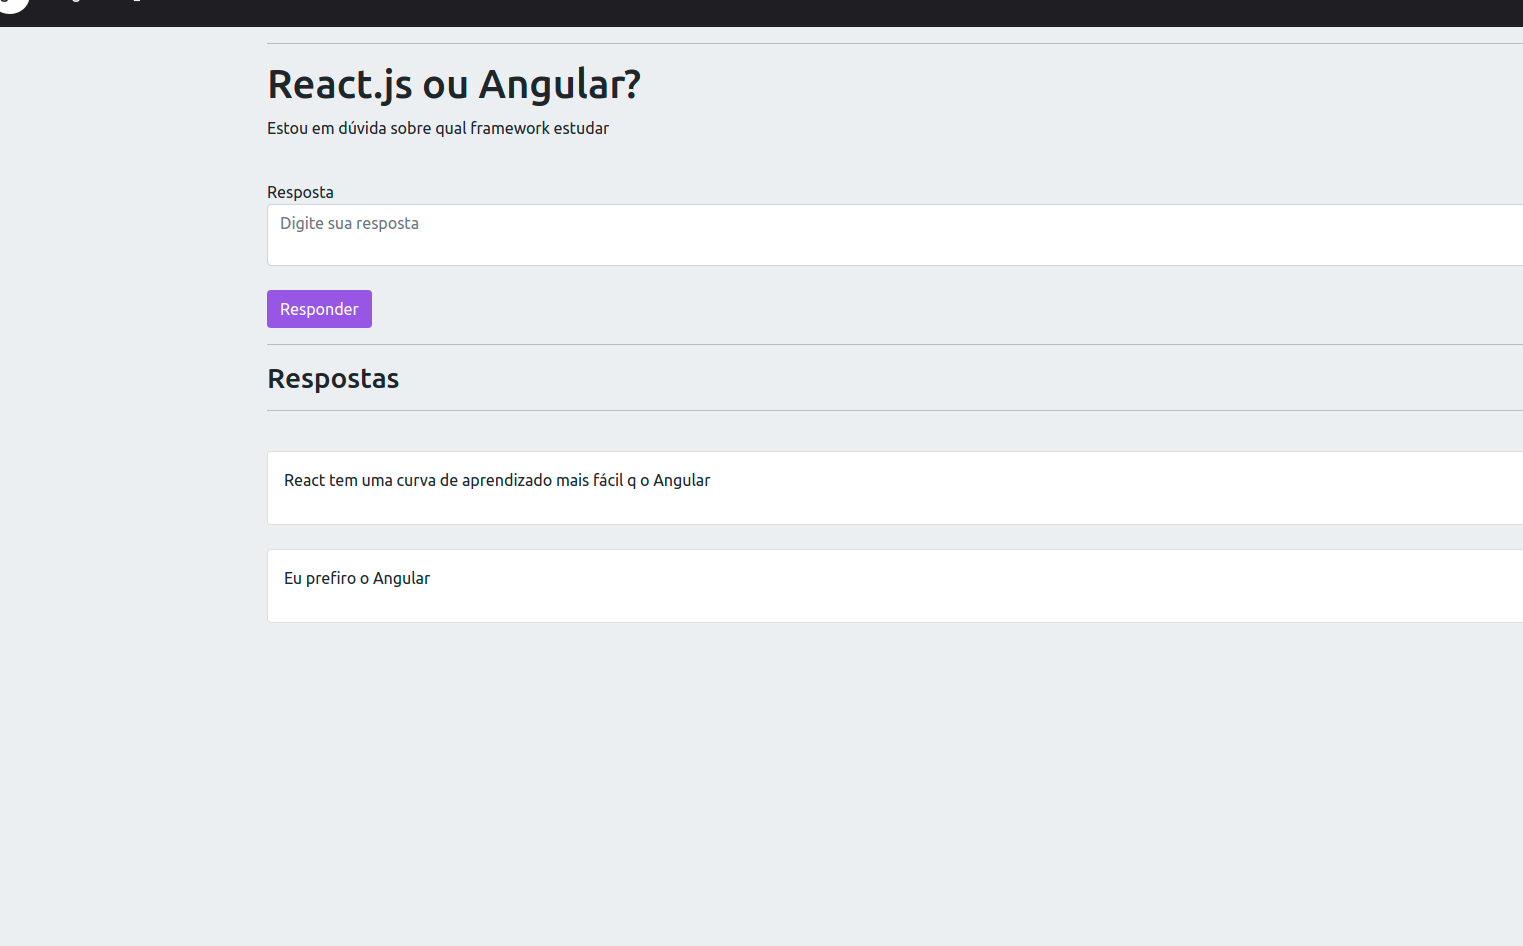 React.js ou Angular?
Estou em dúvida sobre qual framework estudar
Resposta
Digite sua resposta
Responder
Respostas
React tem uma curva de aprendizado mais fácil q o Angular
Eu prefiro o Angular